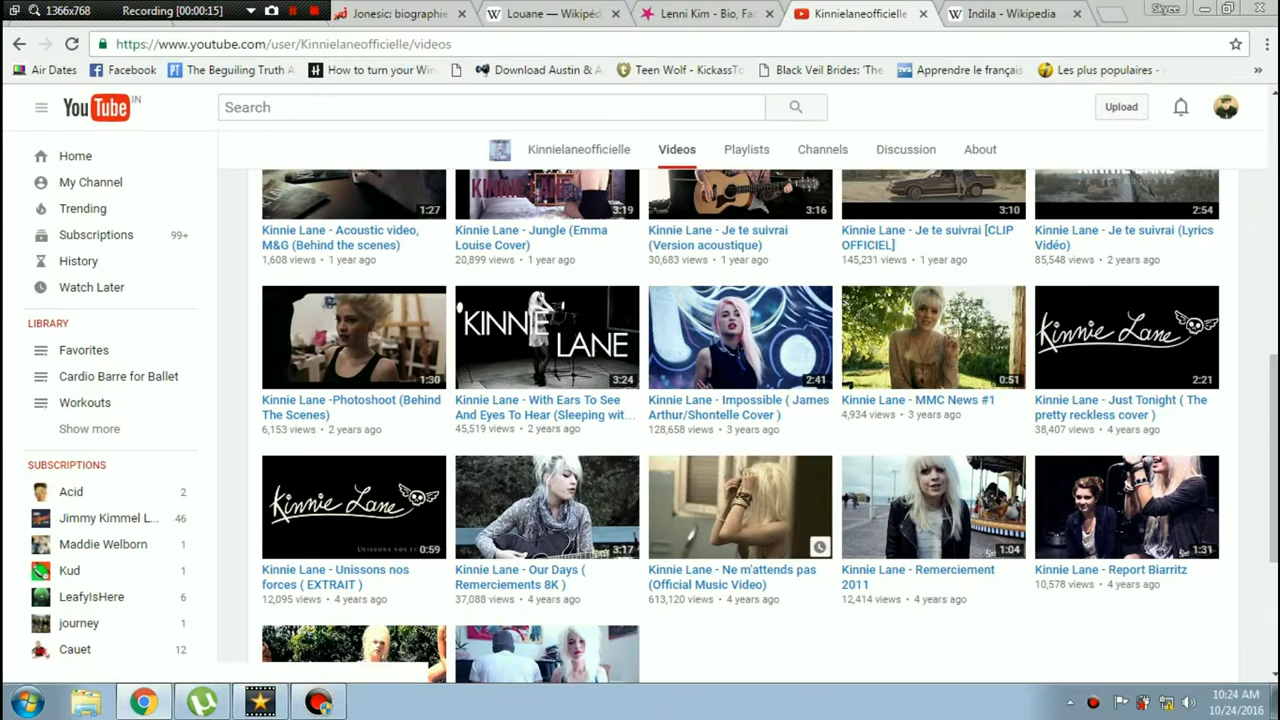 1366x768 Recording [00:00:15]
Jonesic: biographie
Louane — Wikipéd
Lenni Kim - Bio, Fa
Kinnielaneofficielle
Indila - Wikipedia
Skyee
https://www.youtube.com/user/Kinnielaneofficielle/videos
Air Dates
Facebook
The Beguiling Truth A
How to turn your Win
Download Austin & A
Teen Wolf - KickassTo
Black Veil Brides: 'The
Apprendre le français
Les plus populaires -
»
YouTube IN
Search
Upload
Kinnielaneofficielle
Videos
Playlists
Channels
Discussion
About
Home
My Channel
Trending
Subscriptions 99+
History
Watch Later
LIBRARY
Favorites
Cardio Barre for Ballet
Workouts
Show more
SUBSCRIPTIONS
Acid 2
Jimmy Kimmel L... 46
Maddie Welborn 1
Kud 1
LeafyIsHere 6
journey 1
Cauet 12
1:27
Kinnie Lane - Acoustic video,
M&G (Behind the scenes)
1,608 views • 1 year ago
KINNIE LANE
3:19
Kinnie Lane - Jungle (Emma
Louise Cover)
20,899 views • 1 year ago
3:16
Kinnie Lane - Je te suivrai
(Version acoustique)
30,683 views • 1 year ago
3:10
Kinnie Lane - Je te suivrai [CLIP
OFFICIEL]
145,231 views • 1 year ago
KINNIE LANE
2:54
Kinnie Lane - Je te suivrai (Lyrics
Vidéo)
85,548 views • 2 years ago
1:30
Kinnie Lane -Photoshoot (Behind
The Scenes)
6,153 views • 2 years ago
KINNIE
LANE
3:24
Kinnie Lane - With Ears To See
And Eyes To Hear (Sleeping wit...
45,519 views • 2 years ago
2:41
Kinnie Lane - Impossible ( James
Arthur/Shontelle Cover )
128,658 views • 3 years ago
0:51
Kinnie Lane - MMC News #1
4,934 views • 3 years ago
Kinnie Lane
2:21
Kinnie Lane - Just Tonight ( The
pretty reckless cover )
38,407 views • 4 years ago
Kinnie Lane
0:59
Kinnie Lane - Unissons nos
forces ( EXTRAIT )
12,095 views • 4 years ago
3:17
Kinnie Lane - Our Days (
Remerciements 8K )
37,088 views • 4 years ago
Kinnie Lane - Ne m'attends pas
(Official Music Video)
613,120 views • 4 years ago
1:04
Kinnie Lane - Remerciement
2011
12,414 views • 4 years ago
1:31
Kinnie Lane - Report Biarritz
10,578 views • 4 years ago
10:24 AM
10/24/2016